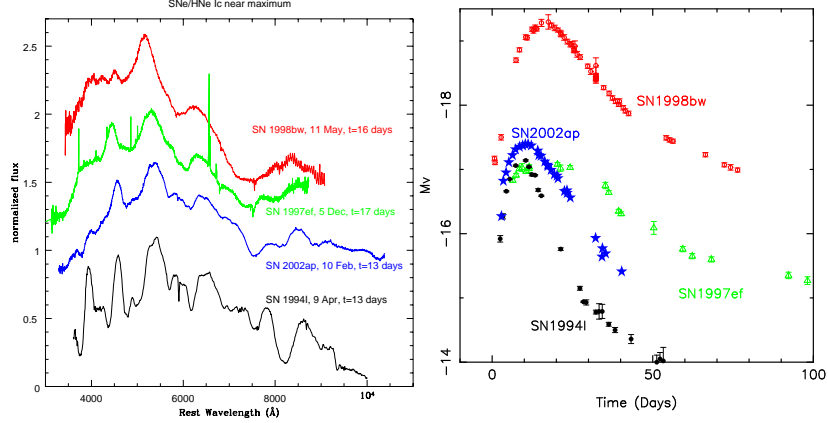 SNe/HNe Ic near maximum
normalized flux
2.5
2
1.5
1
0.5
0
SN 1998bw, 11 May, t=16 days
SN 1997ef, 5 Dec, t=17 days
SN 2002ap, 10 Feb, t=13 days
SN 1994I, 9 Apr, t=13 days
4000
6000
8000
10⁴
Rest Wavelength (Å)
Mv
−18
−16
−14
SN1998bw
SN2002ap
SN1997ef
SN1994I
0
50
100
Time (Days)